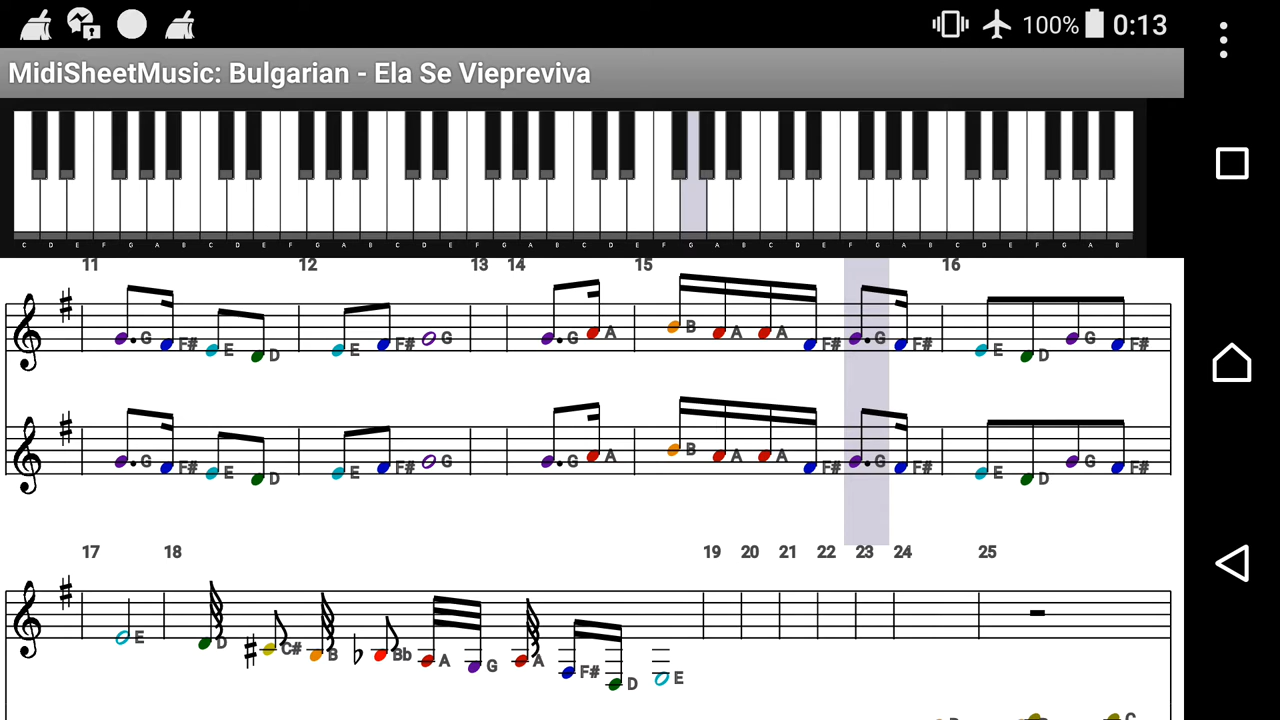 100% 0:13
MidiSheetMusic: Bulgarian - Ela Se Viepreviva
C D E F G A B C D E F G A B C D E F G A B C D E F G A B C D E F G A B C D E F G A B
11 12 13 14 15 16
G F# E D E F# G G A B A A F# G F# E D G F#
G F# E D E F# G G A B A A F# G F# E D G F#
17 18 19 20 21 22 23 24 25
E D C# B Bb A G A F# D E